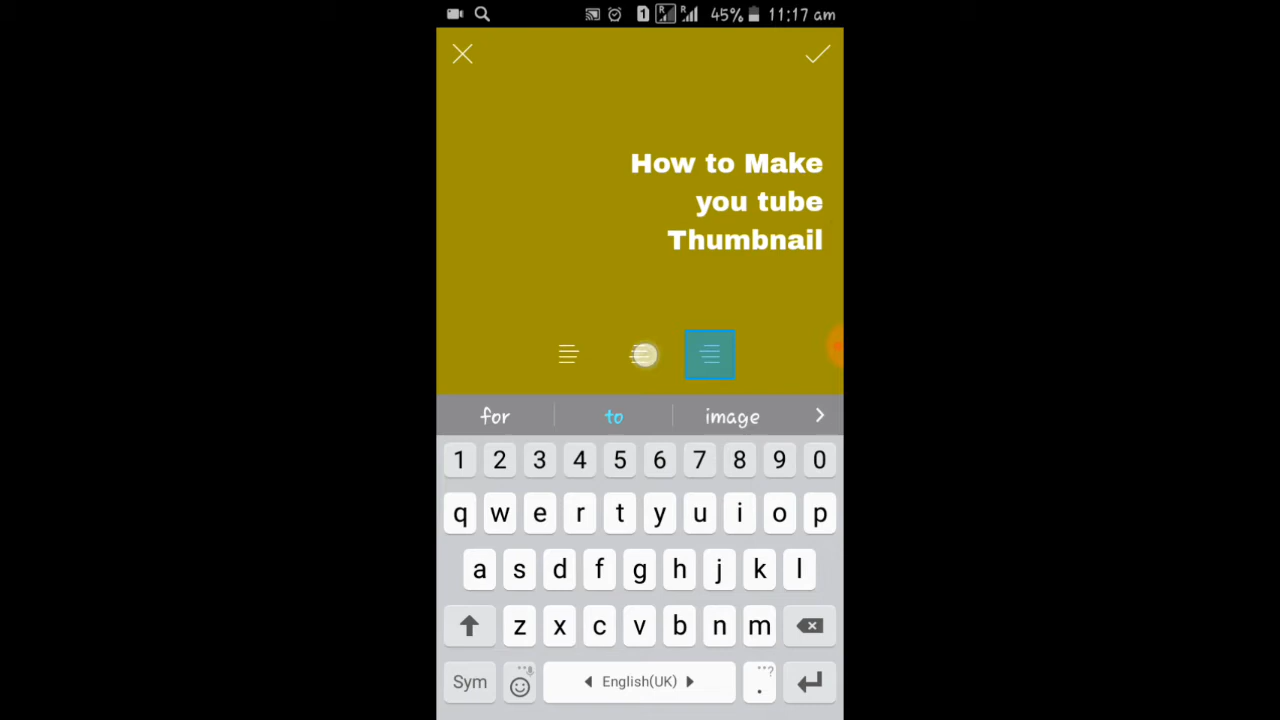 1 R R 45% 11:17 am
How to Make
you tube
Thumbnail
for to image
1 2 3 4 5 6 7 8 9 0
q w e r t y u i o p
a s d f g h j k l
z x c v b n m
Sym English(UK) . ..?